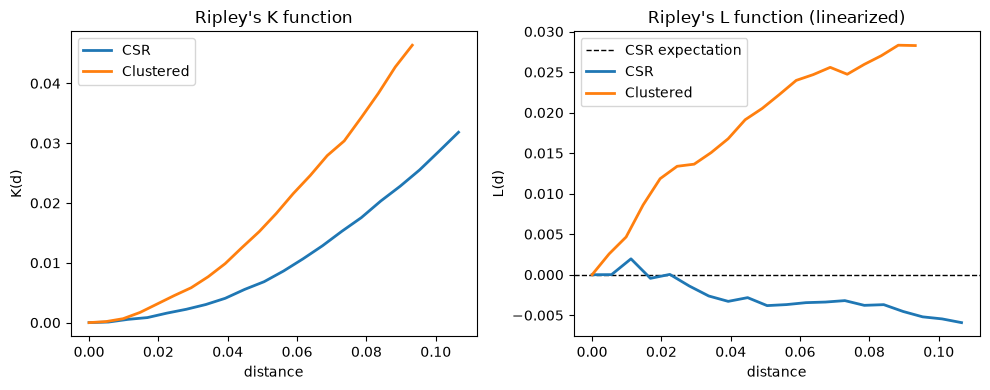 Ripley's K function
CSR
Clustered
K(d)
0.04
0.03
0.02
0.01
0.00
0.00 0.02 0.04 0.06 0.08 0.10
distance
Ripley's L function (linearized)
CSR expectation
CSR
Clustered
L(d)
0.030
0.025
0.020
0.015
0.010
0.005
0.000
−0.005
0.00 0.02 0.04 0.06 0.08 0.10
distance